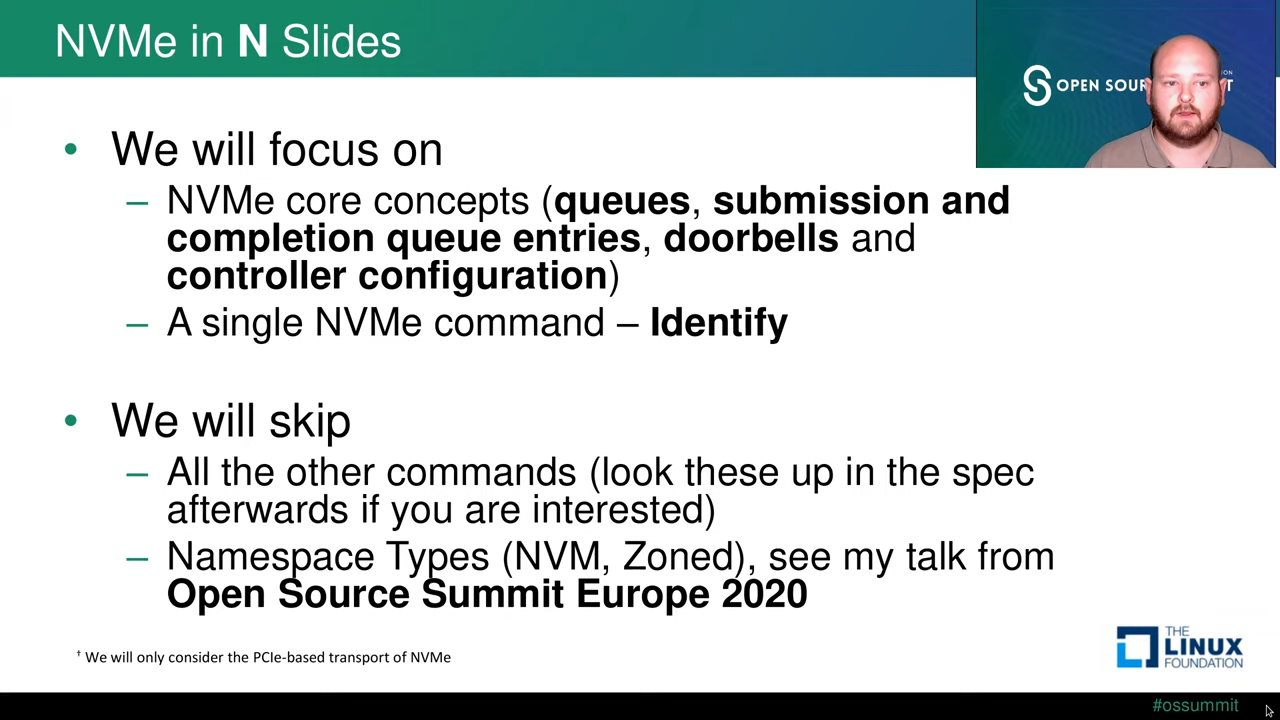 NVMe in N Slides
OPEN SOUR
ION
T
• We will focus on
– NVMe core concepts (queues, submission and
completion queue entries, doorbells and
controller configuration)
– A single NVMe command – Identify
• We will skip
– All the other commands (look these up in the spec
afterwards if you are interested)
– Namespace Types (NVM, Zoned), see my talk from
Open Source Summit Europe 2020
† We will only consider the PCIe-based transport of NVMe
THE
LINUX
FOUNDATION
#ossummit